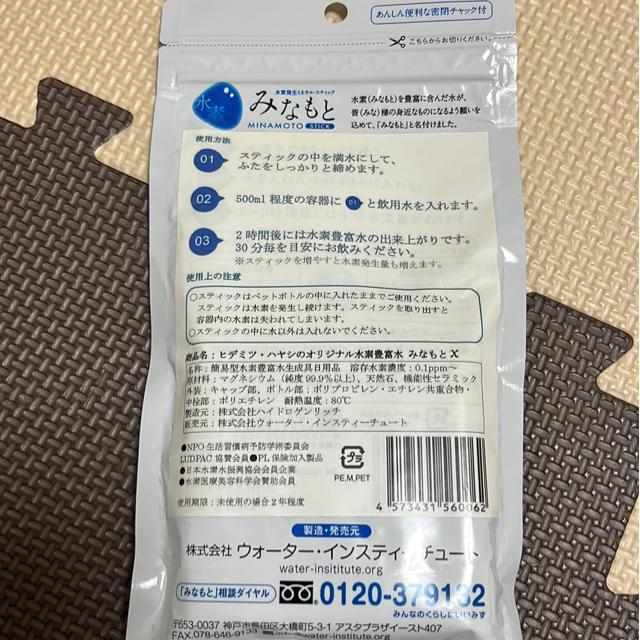 あんしん便利な密閉チャック付
こちらからお切りください。
水素発生ミネラル・スティック
水素
みなもと
MINAMOTO STICK
水素(みなもと)を豊富に含んだ水が、
皆(みな)様の身近なものになるよう願いを
込めて、「みなもと」と名付けました。
使用方法
01 スティックの中を満水にして、
ふたをしっかりと締めます。
02 500ml 程度の容器に 01 と飲用水を入れます。
03 2時間後には水素豊富水の出来上がりです。
30分毎を目安にお飲みください。
※スティックを増やすと水素発生量も増えます。
使用上の注意
○スティックはペットボトルの中に入れたままでご使用ください。
スティックは水素を発生し続けます。スティックを取り出すと
容器内の水素は失われてしまいます。
○スティックの中に水以外は入れないでください。
商品名:ヒデミツ・ハヤシのオリジナル水素豊富水 みなもとX
名称:簡易型水素豊富水生成具日用品 溶存水素濃度:0.1ppm~
原材料:マグネシウム(純度99.9%以上)、天然石、機能性セラミック
外装:キャップ部、ボトル部:ポリプロピレン・エチレン共重合物・
中栓部:ポリエチレン 耐熱温度:80℃
製造元:株式会社ハイドロゲンリッチ
販売元:株式会社ウォーター・インスティーチュート
●NPO生活習慣病予防学術委員会
LUDPAC協賛会員●PL保険加入製品
●日本水素水振興協会会員企業
●水素医療美容科学会賛助会員
使用期限:未使用の場合2年程度
プラ
PE,M,PET
4 573431 560062
製造・発売元
株式会社 ウォーター・インスティーチュート
water-insititute.org
「みなもと」相談ダイヤル 0120-379132
みんなのくらしにいいみず
〒653-0037 神戸市長田区大橋町5-3-1 アスタプラザイースト407
FAX.078-646-9133